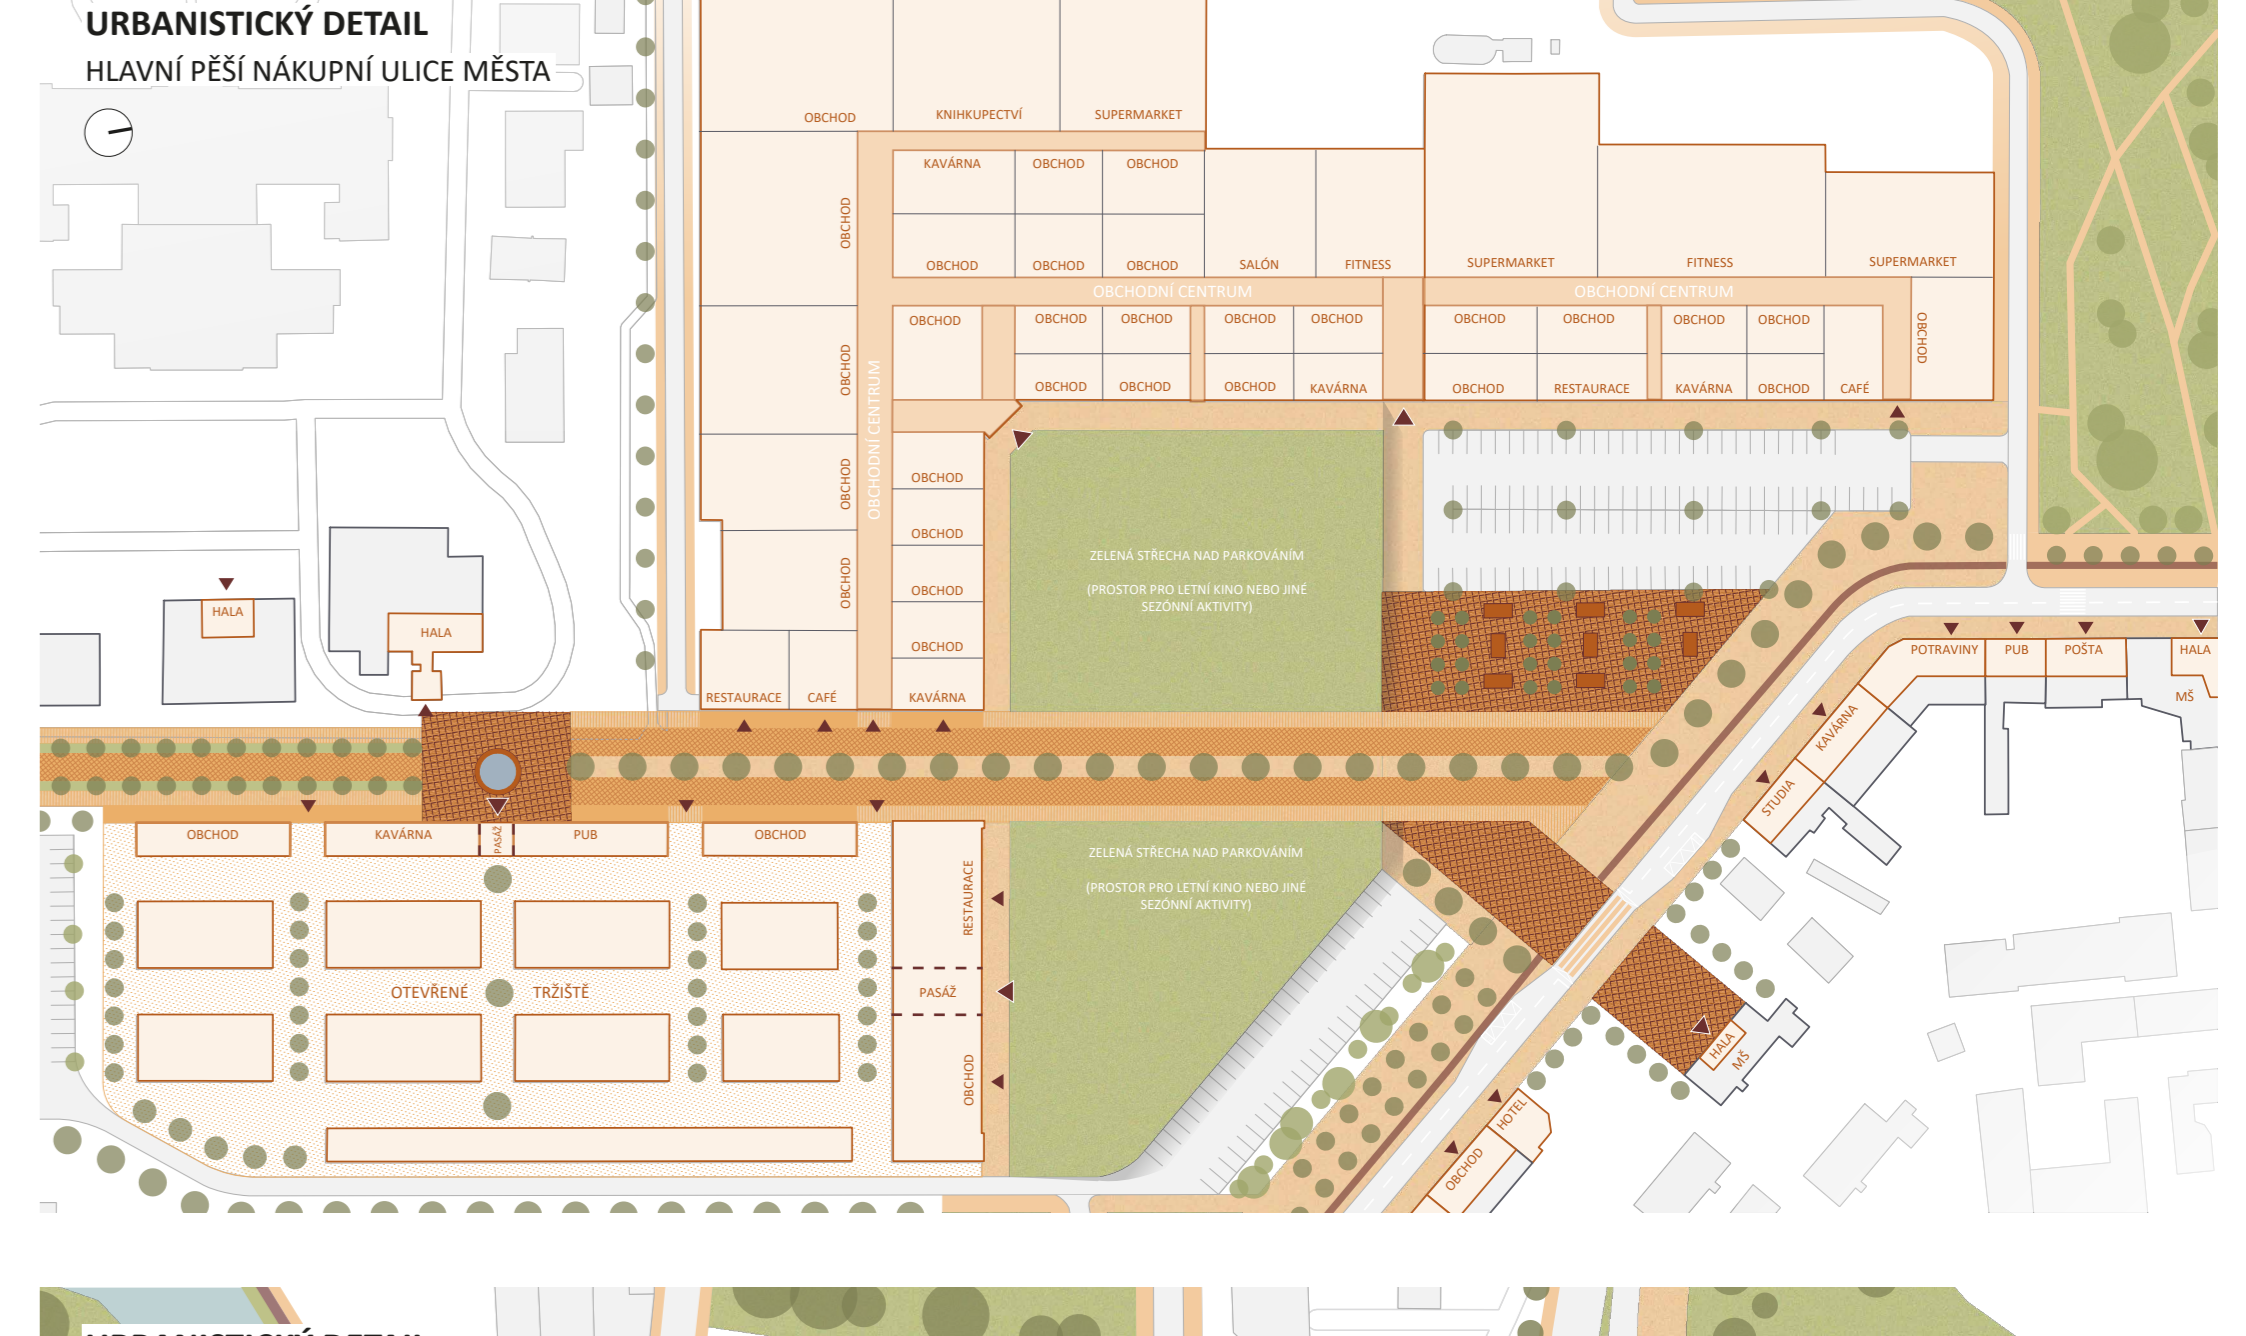 URBANISTICKÝ DETAIL
HLAVNÍ PĚŠÍ NÁKUPNÍ ULICE MĚSTA
OBCHOD
KNIHKUPECTVÍ
SUPERMARKET
KAVÁRNA
OBCHOD
OBCHOD
OBCHOD
OBCHOD
OBCHOD
OBCHOD
SALÓN
FITNESS
SUPERMARKET
FITNESS
SUPERMARKET
OBCHODNÍ CENTRUM
OBCHODNÍ CENTRUM
OBCHOD
OBCHOD
OBCHOD
OBCHOD
OBCHOD
OBCHOD
OBCHOD
OBCHOD
OBCHOD
OBCHOD
OBCHOD
OBCHOD
OBCHOD
OBCHOD
KAVÁRNA
OBCHOD
RESTAURACE
KAVÁRNA
OBCHOD
CAFÉ
OBCHODNÍ CENTRUM
OBCHOD
OBCHOD
OBCHOD
OBCHOD
OBCHOD
OBCHOD
ZELENÁ STŘECHA NAD PARKOVÁNÍM
(PROSTOR PRO LETNÍ KINO NEBO JINÉ
SEZÓNNÍ AKTIVITY)
HALA
HALA
RESTAURACE
CAFÉ
KAVÁRNA
POTRAVINY
PUB
POŠTA
HALA
MŠ
KAVÁRNA
STUDIA
OBCHOD
KAVÁRNA
PASÁŽ
PUB
OBCHOD
RESTAURACE
ZELENÁ STŘECHA NAD PARKOVÁNÍM
(PROSTOR PRO LETNÍ KINO NEBO JINÉ
SEZÓNNÍ AKTIVITY)
OTEVŘENÉ TRŽIŠTĚ
PASÁŽ
OBCHOD
HALA
MŠ
HOTEL
OBCHOD
URBANISTICKÝ DETAIL